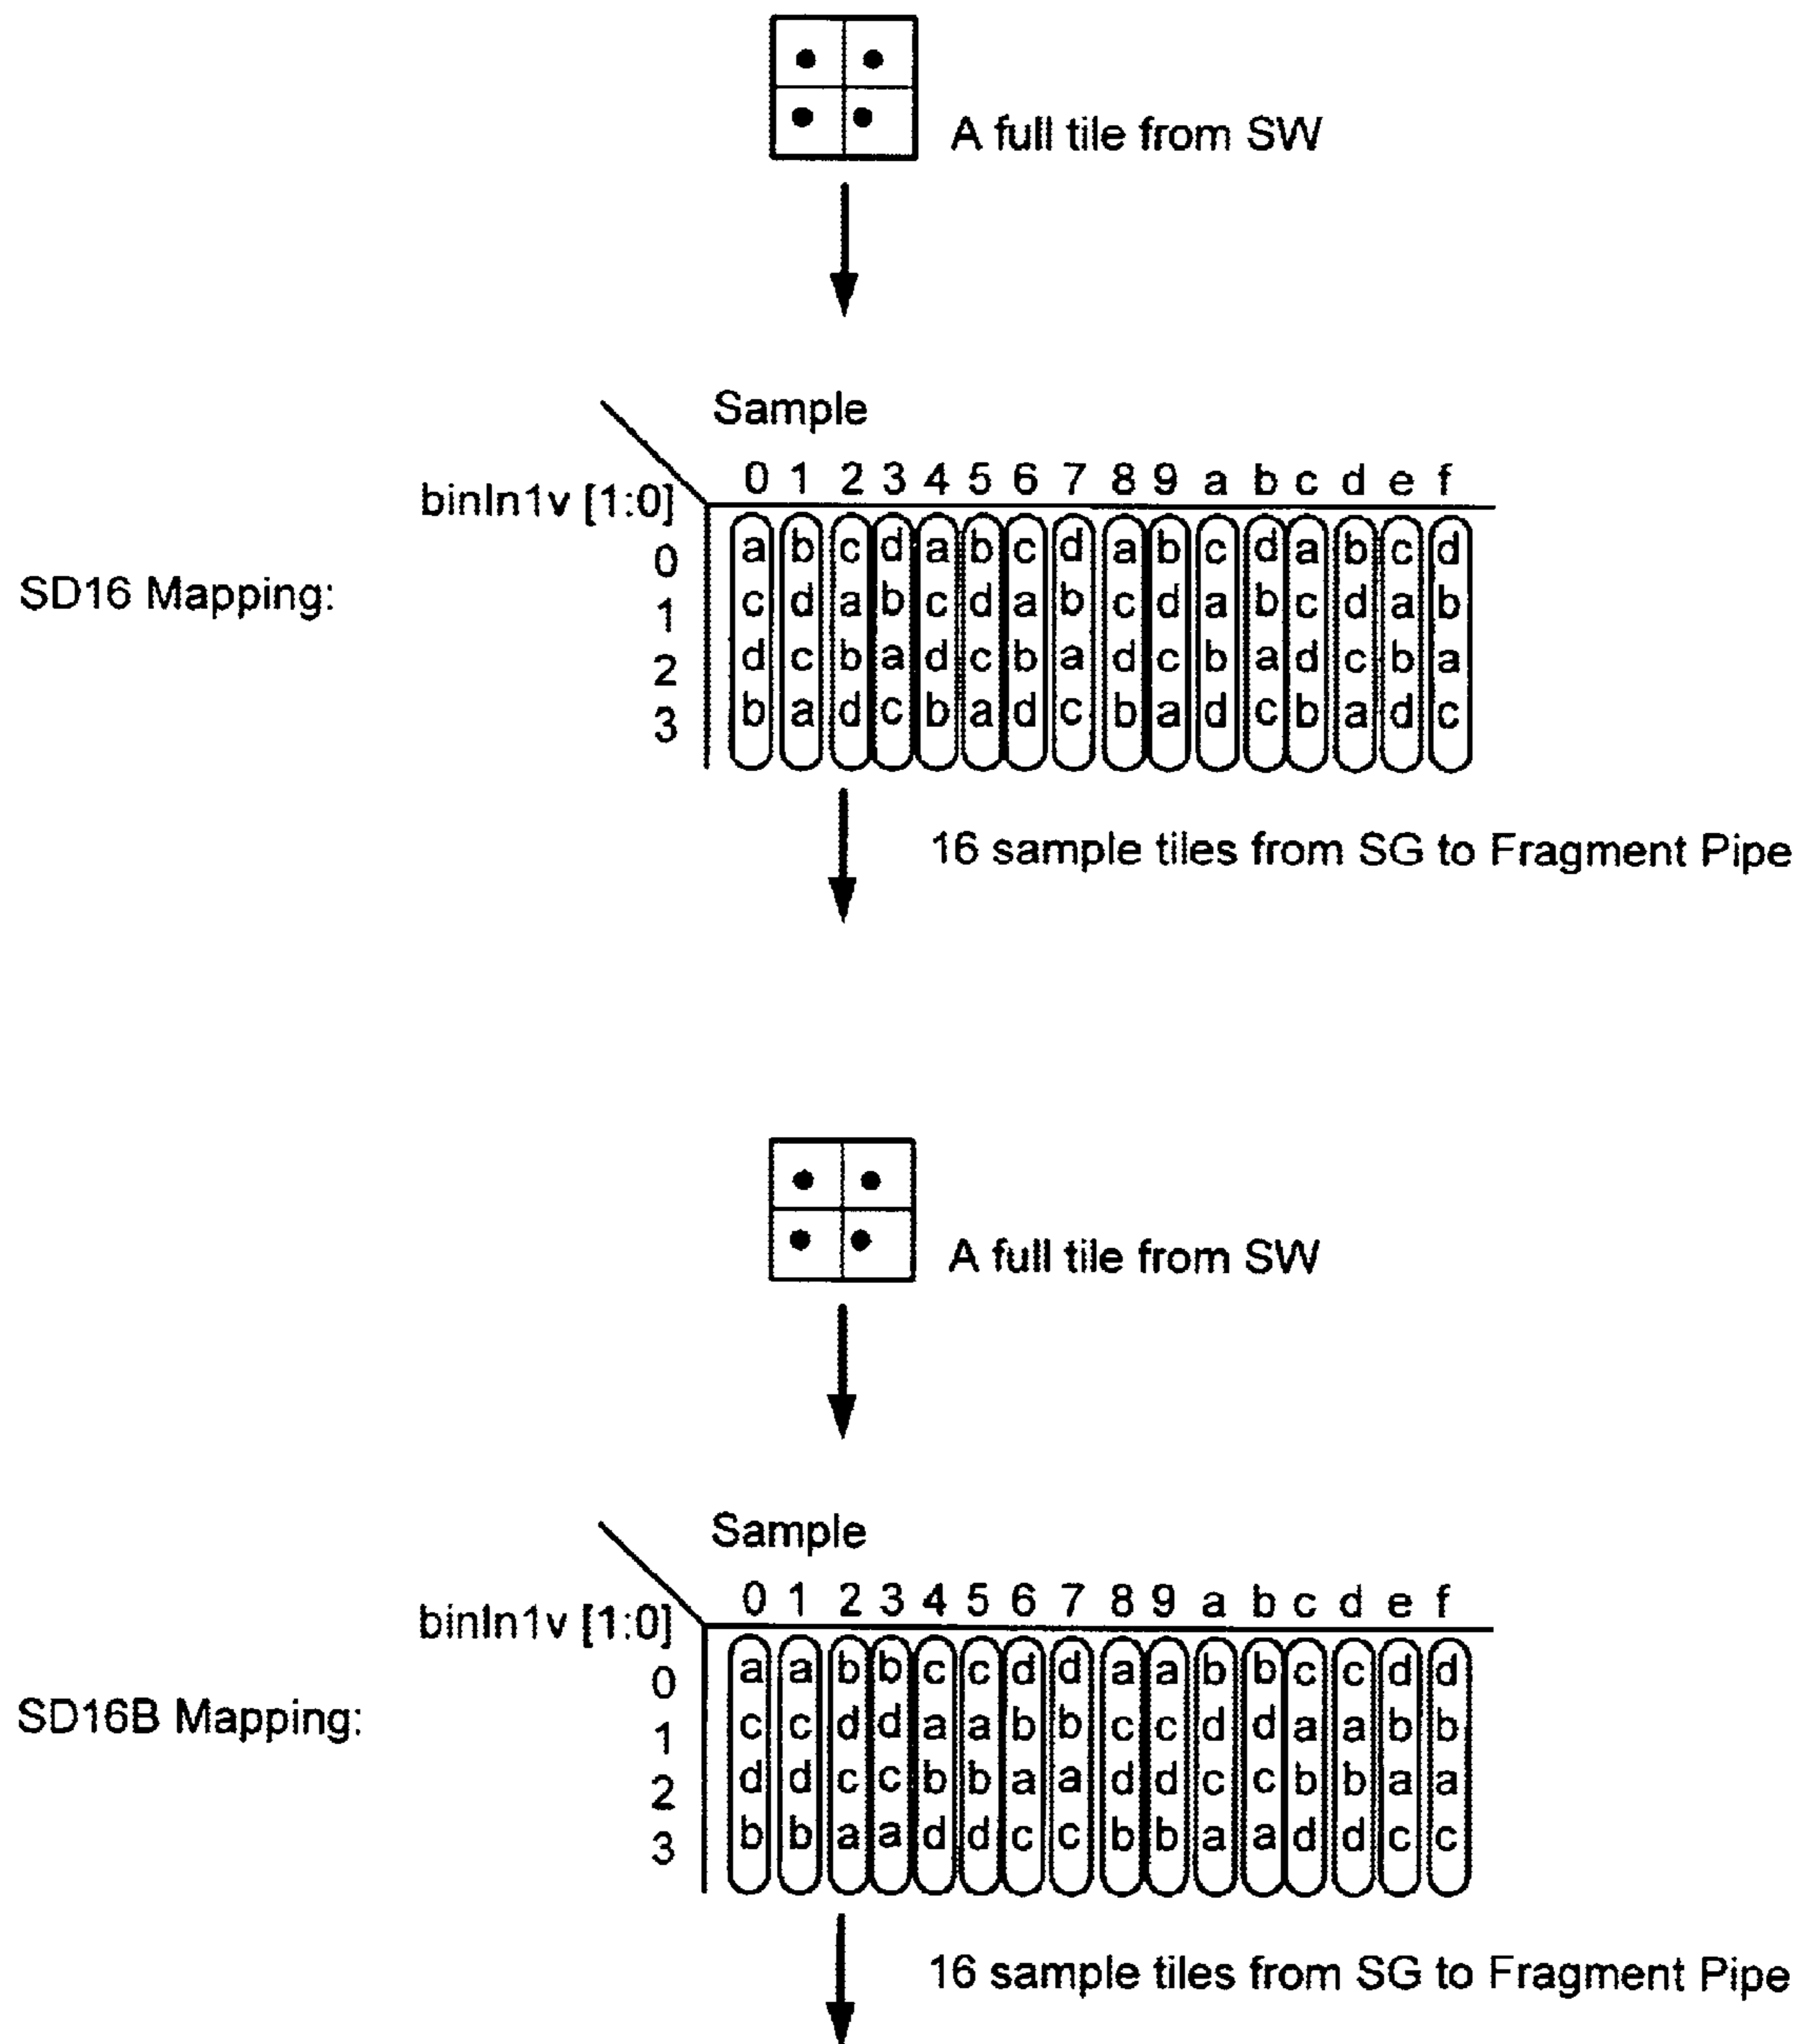 A full tile from SW
Sample
0 1 2 3 4 5 6 7 8 9 a b c d e f
binIn1v [1:0]
0 a b c d a b c d a b c d a b c d
SD16 Mapping:
1 c d a b c d a b c d a b c d a b
2 d c b a d c b a d c b a d c b a
3 b a d c b a d c b a d c b a d c
16 sample tiles from SG to Fragment Pipe
A full tile from SW
Sample
0 1 2 3 4 5 6 7 8 9 a b c d e f
binIn1v [1:0]
0 a a b b c c d d a a b b c c d d
SD16B Mapping:
1 c c d d a a b b c c d d a a b b
2 d d c c b b a a d d c c b b a a
3 b b a a d d c c b b a a d d c c
16 sample tiles from SG to Fragment Pipe